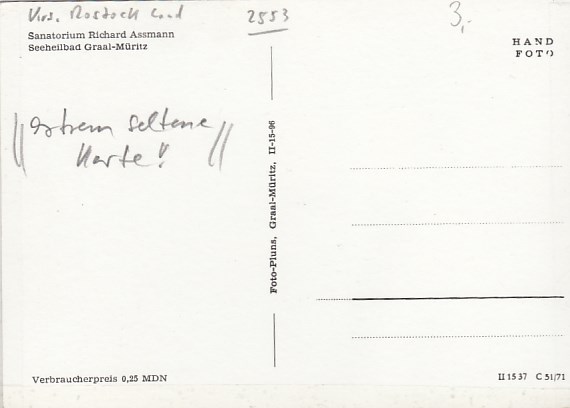 Krs. Rostock Land
2553
3,-
Sanatorium Richard Assmann
Seeheilbad Graal-Müritz
HAND
FOTO
extrem seltene
Karte!
Foto-Pluns, Graal-Müritz, II-15-96
Verbraucherpreis 0,25 MDN
II 15 37 C 51/71